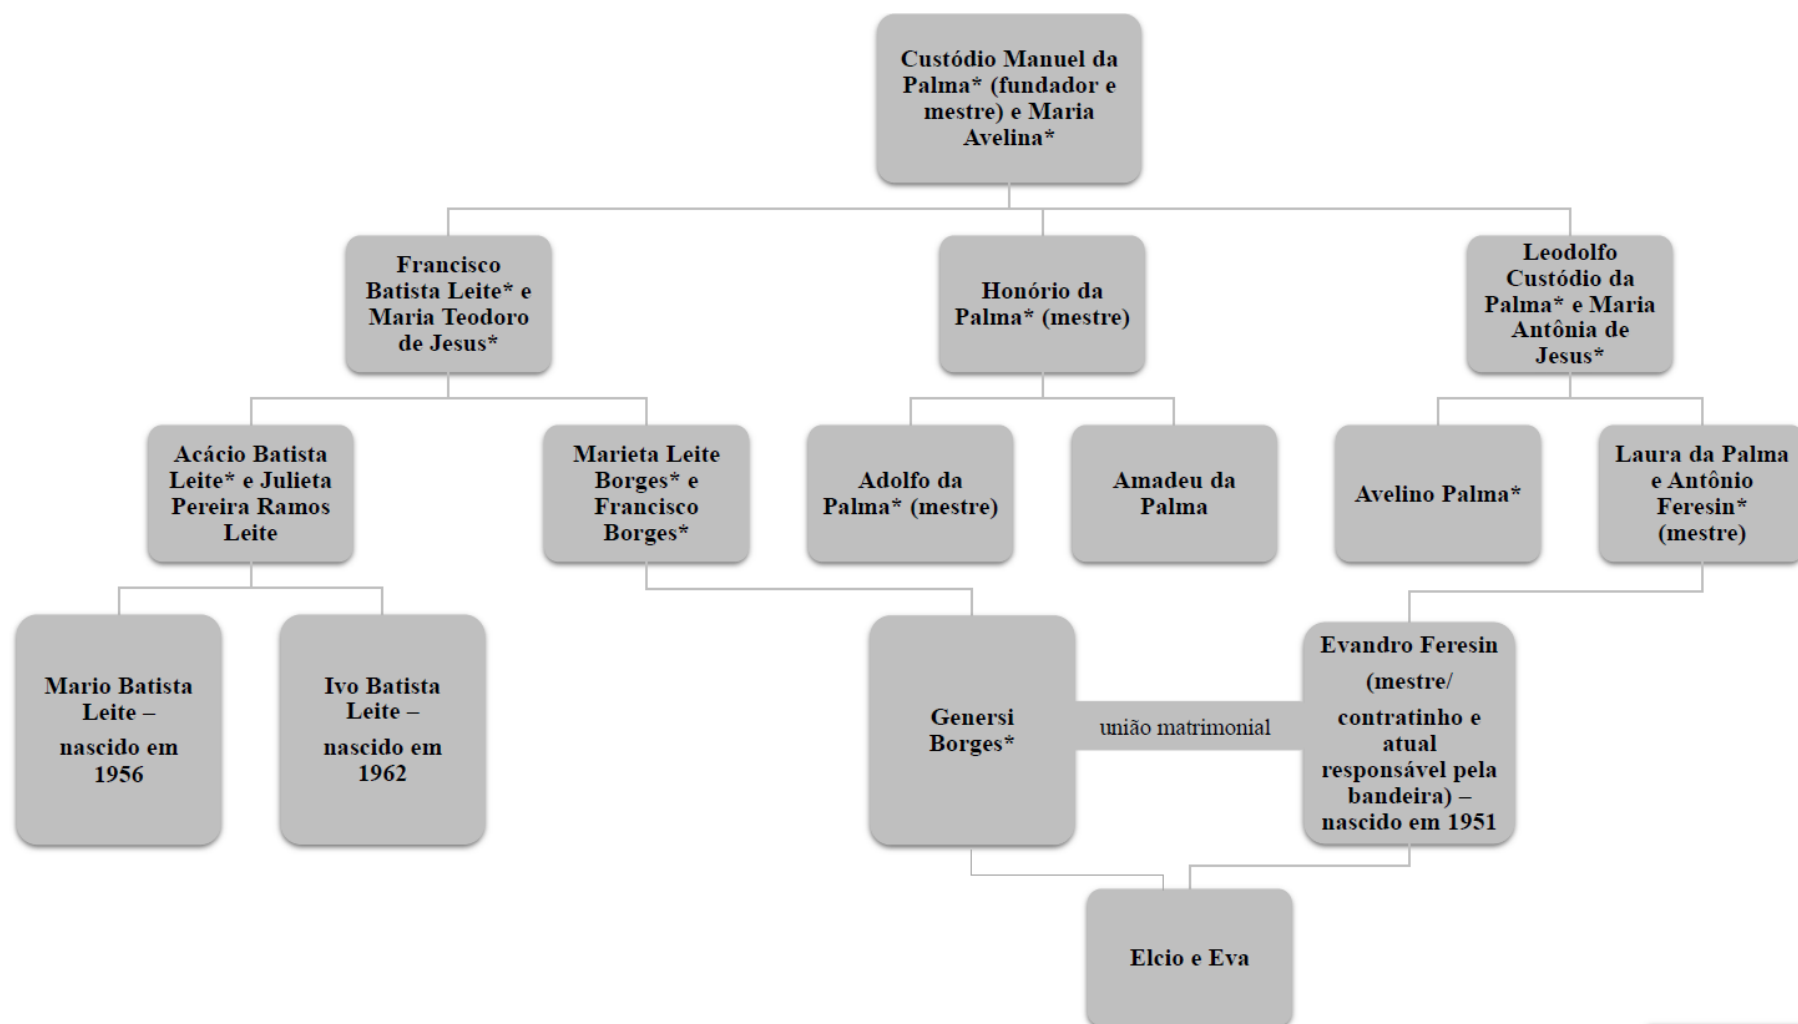 Custódio Manuel da
Palma* (fundador e
mestre) e Maria
Avelina*
Francisco
Batista Leite* e
Maria Teodoro
de Jesus*
Honório da
Palma* (mestre)
Leodolfo
Custódio da
Palma* e Maria
Antônia de
Jesus*
Acácio Batista
Leite* e Julieta
Pereira Ramos
Leite
Marieta Leite
Borges* e
Francisco
Borges*
Adolfo da
Palma* (mestre)
Amadeu da
Palma
Avelino Palma*
Laura da Palma
e Antônio
Feresin*
(mestre)
Mario Batista
Leite –
nascido em
1956
Ivo Batista
Leite –
nascido em
1962
Genersi
Borges*
união matrimonial
Evandro Feresin
(mestre/
contratinho e
atual
responsável pela
bandeira) –
nascido em 1951
Elcio e Eva